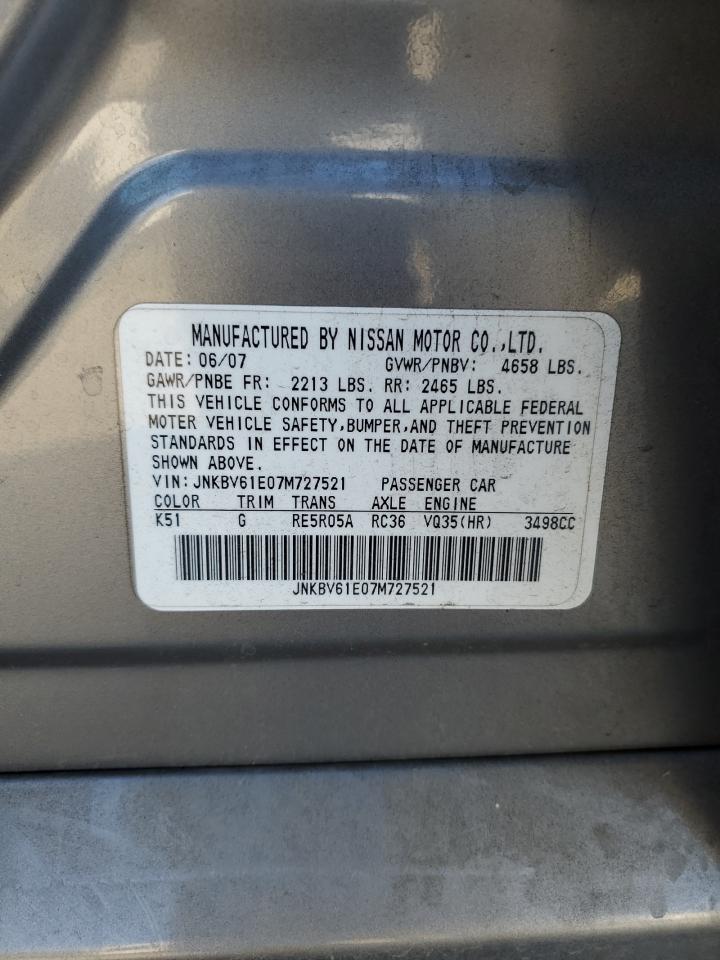 MANUFACTURED BY NISSAN MOTOR CO.,LTD.
DATE: 06/07 GVWR/PNBV: 4658 LBS.
GAWR/PNBE FR: 2213 LBS. RR: 2465 LBS.
THIS VEHICLE CONFORMS TO ALL APPLICABLE FEDERAL
MOTER VEHICLE SAFETY,BUMPER,AND THEFT PREVENTION
STANDARDS IN EFFECT ON THE DATE OF MANUFACTURE
SHOWN ABOVE.
VIN: JNKBV61E07M727521 PASSENGER CAR
COLOR TRIM TRANS AXLE ENGINE
K51 G RE5R05A RC36 VQ35(HR) 3498CC
JNKBV61E07M727521